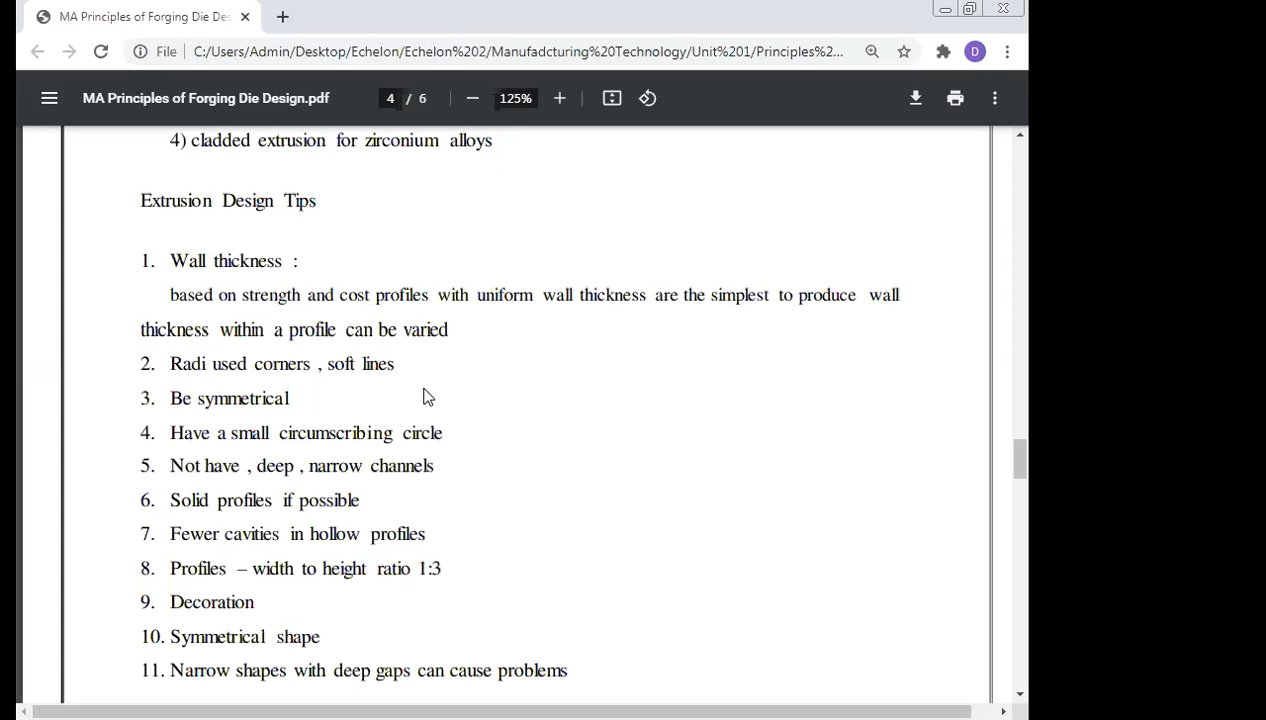 MA Principles of Forging Die Des
File C:/Users/Admin/Desktop/Echelon/Echelon%202/Manufadcturing%20Technology/Unit%201/Principles%2...
D
MA Principles of Forging Die Design.pdf 4 / 6 125%
4) cladded extrusion for zirconium alloys
Extrusion Design Tips
1. Wall thickness :
based on strength and cost profiles with uniform wall thickness are the simplest to produce wall
thickness within a profile can be varied
2. Radi used corners , soft lines
3. Be symmetrical
4. Have a small circumscribing circle
5. Not have , deep , narrow channels
6. Solid profiles if possible
7. Fewer cavities in hollow profiles
8. Profiles – width to height ratio 1:3
9. Decoration
10. Symmetrical shape
11. Narrow shapes with deep gaps can cause problems